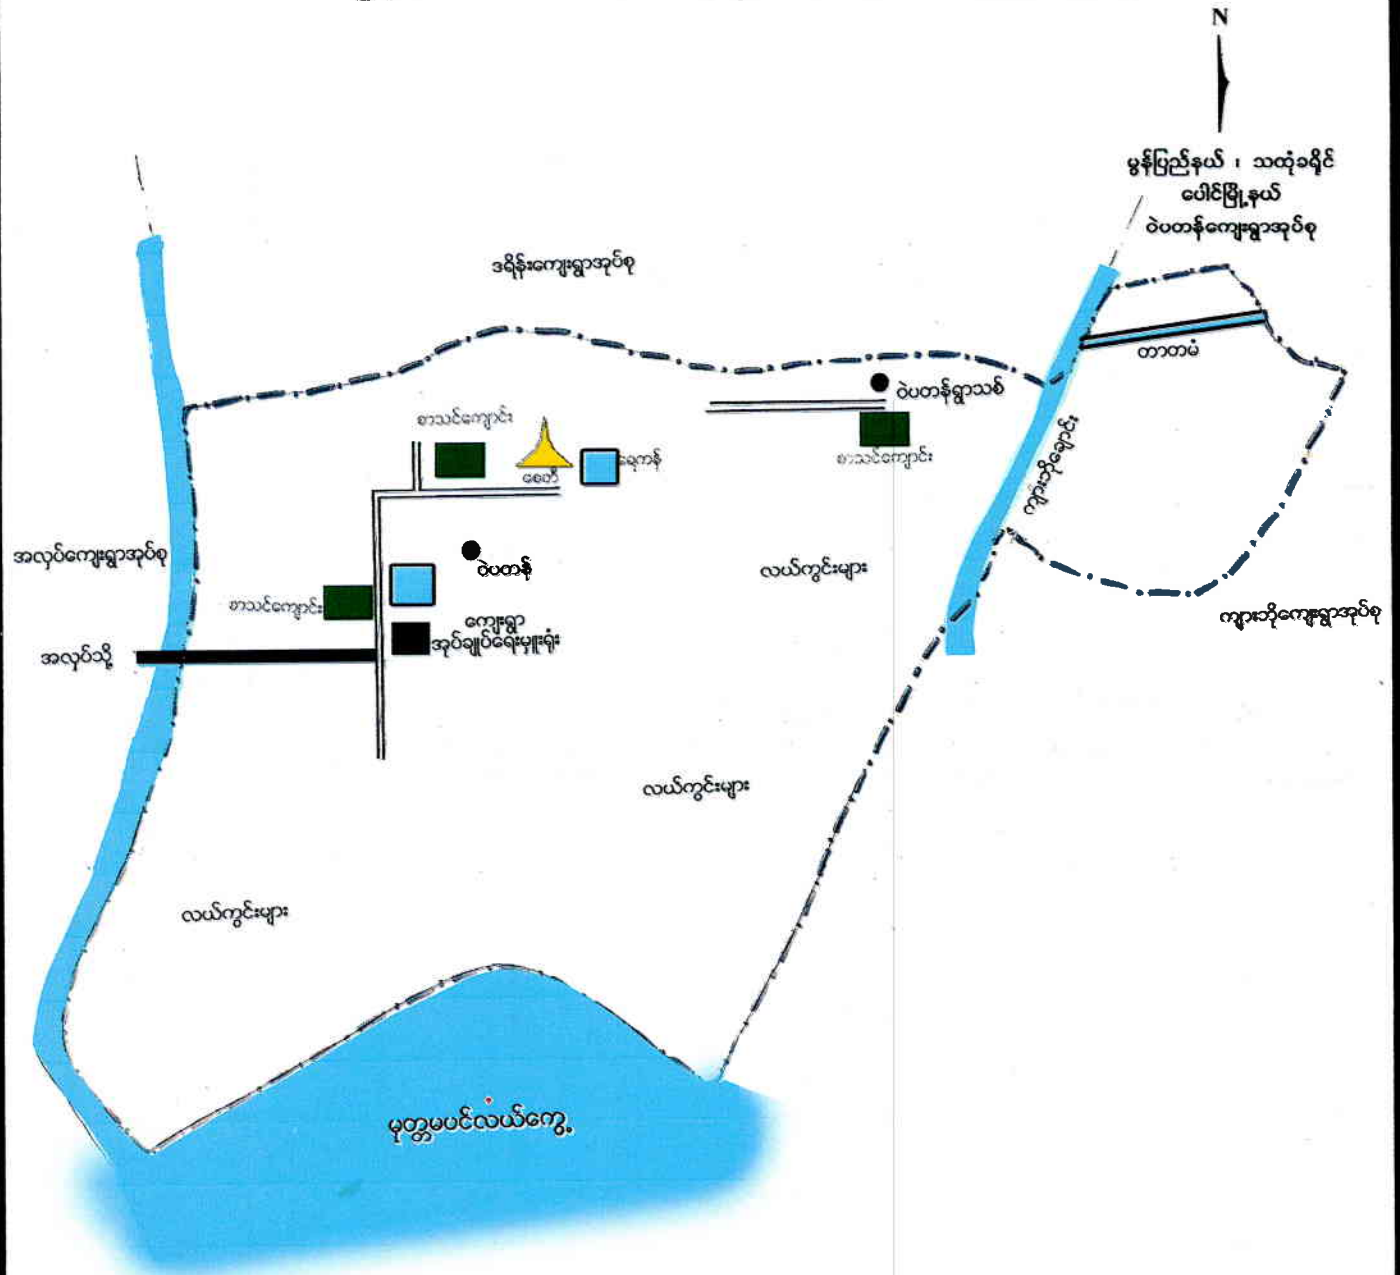 N
မွန်ပြည်နယ် ၊ သထုံခရိုင်
ပေါင်မြို့နယ်
ဝဲပတန်ကျေးရွာအုပ်စု
ဒရိန်းကျေးရွာအုပ်စု
တာတမံ
ဝဲပတန်ရွာသစ်
စာသင်ကျောင်း
စေတီ
ရေကန်
စာသင်ကျောင်း
ကျားဘိုချောင်း
အလှပ်ကျေးရွာအုပ်စု
ဝဲပတန်
လယ်ကွင်းများ
စာသင်ကျောင်း
ကျေးရွာ
အုပ်ချုပ်ရေးမှူးရုံး
ကျားဘိုကျေးရွာအုပ်စု
အလှပ်သို့
လယ်ကွင်းများ
လယ်ကွင်းများ
မုတ္တမပင်လယ်ကွေ့